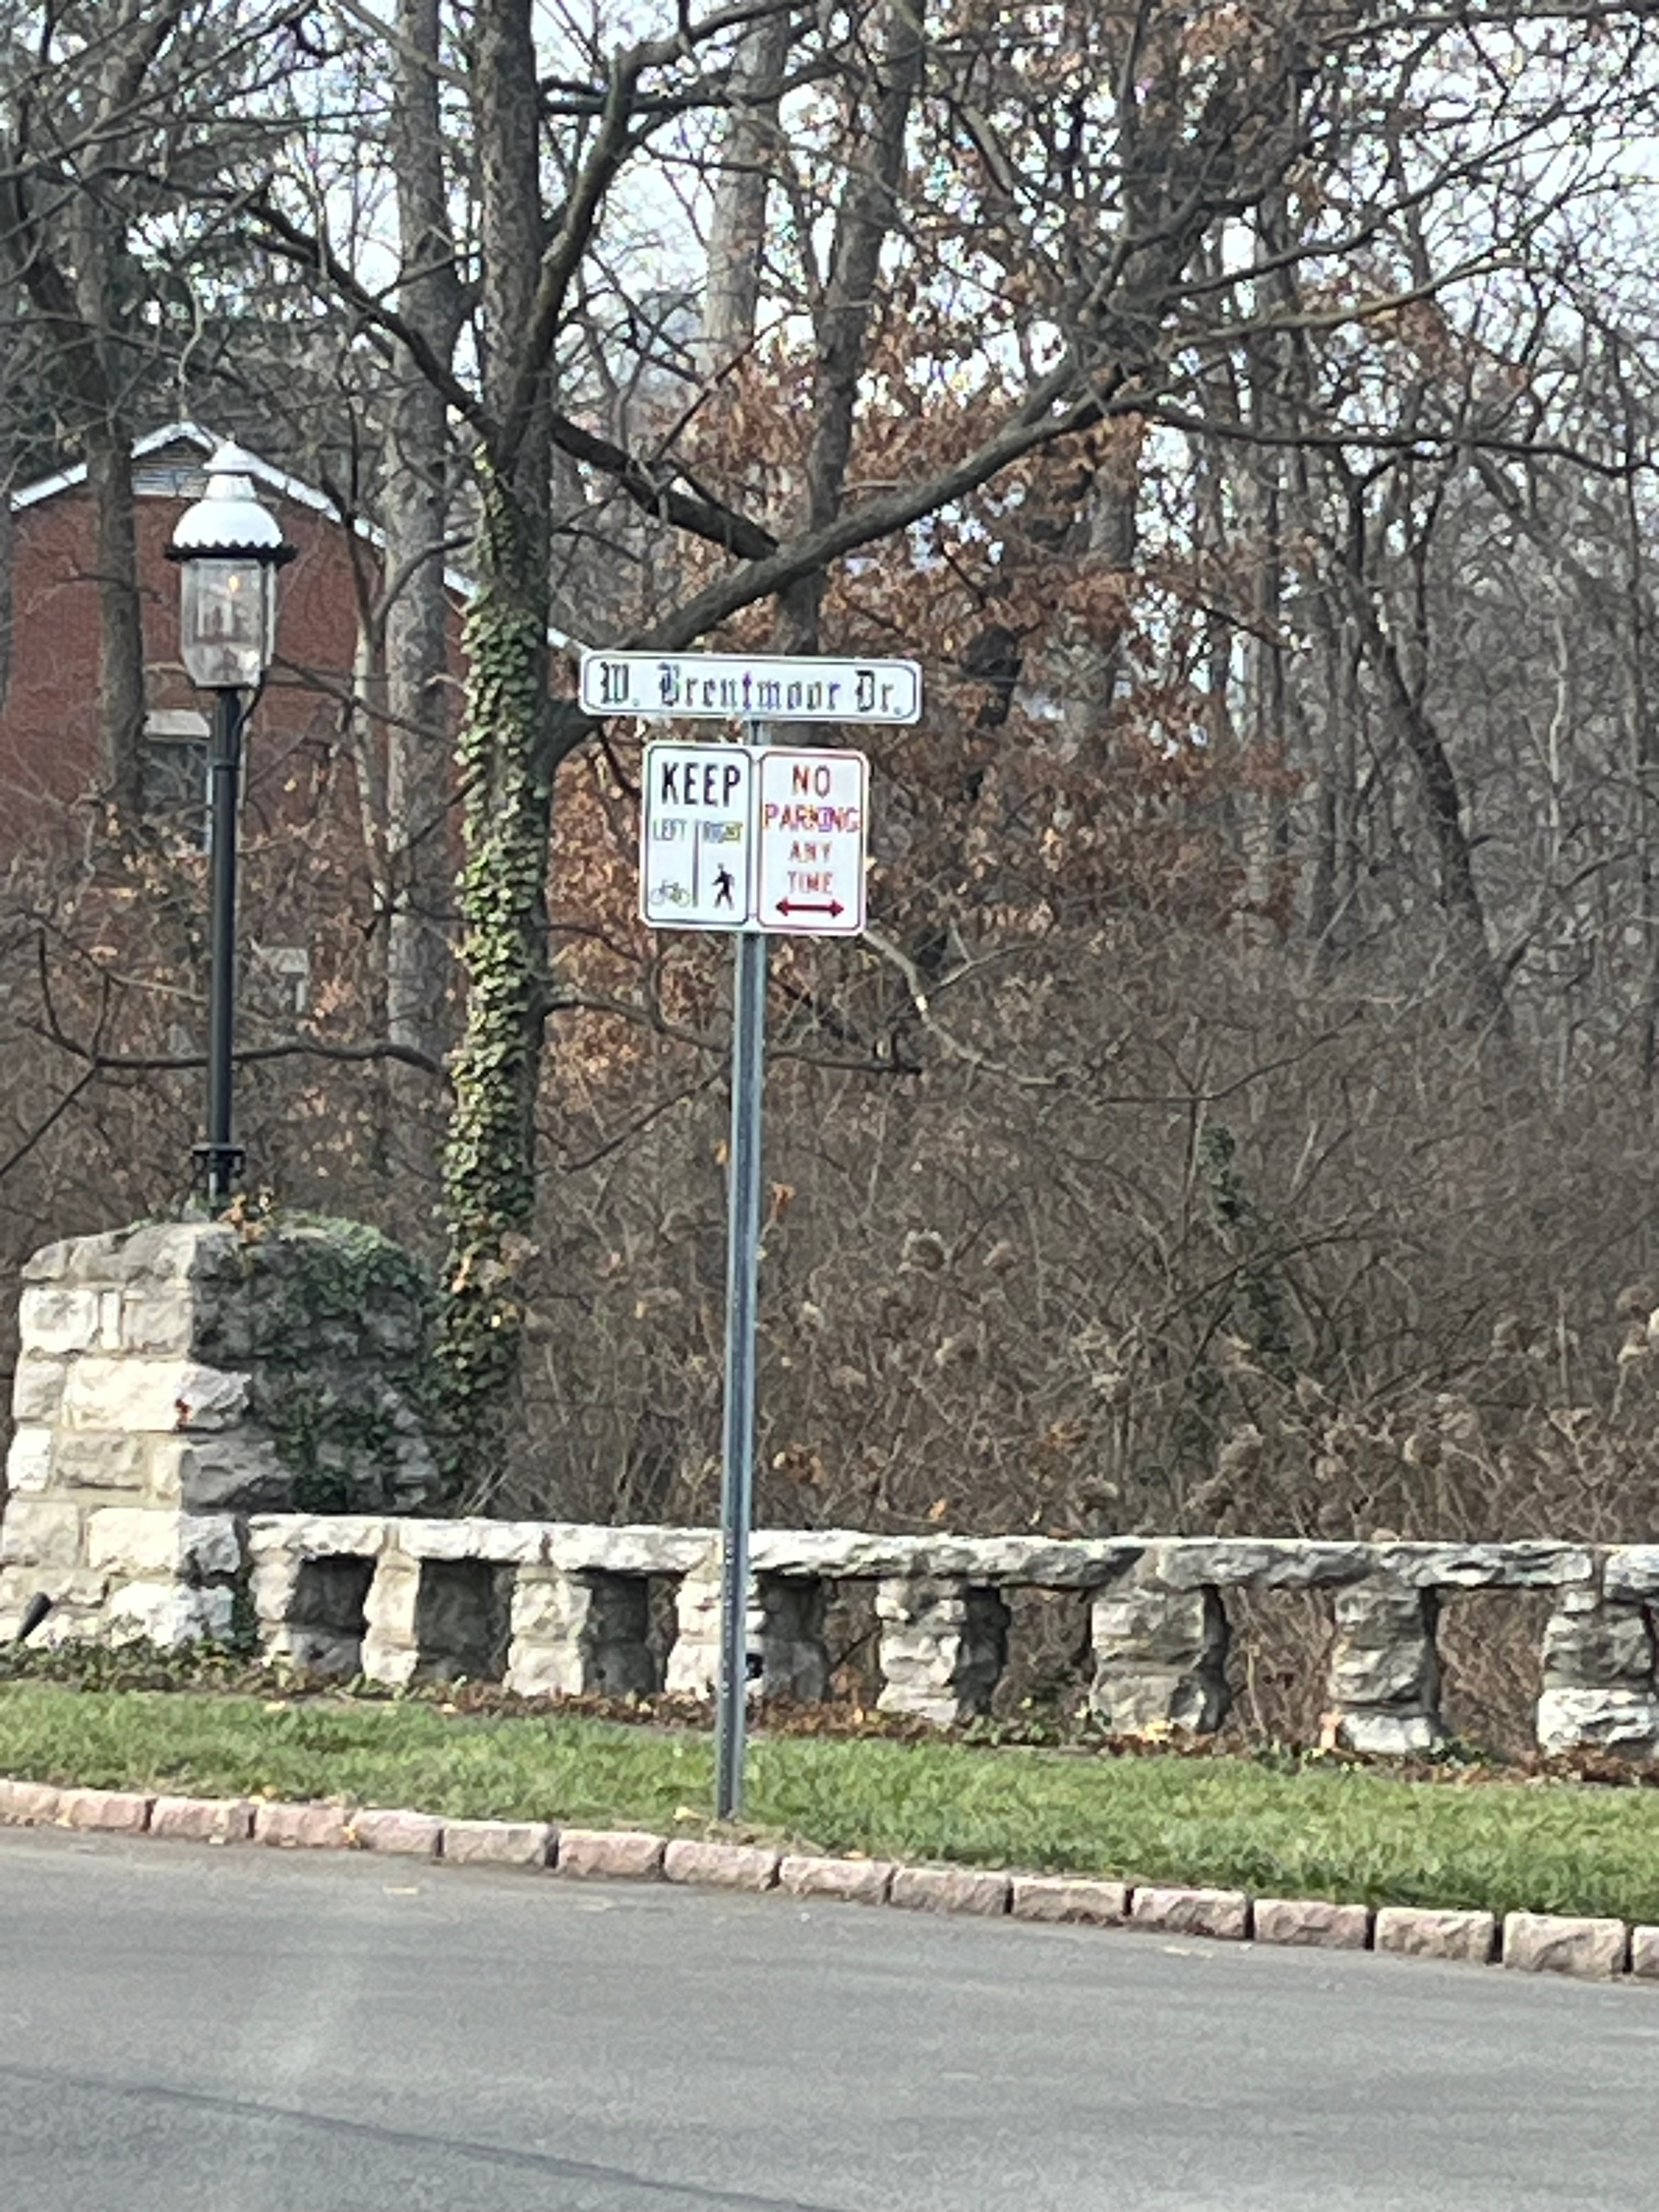 W. Brentmoor Dr.
KEEP
LEFT RIGHT
NO
PARKING
ANY
TIME